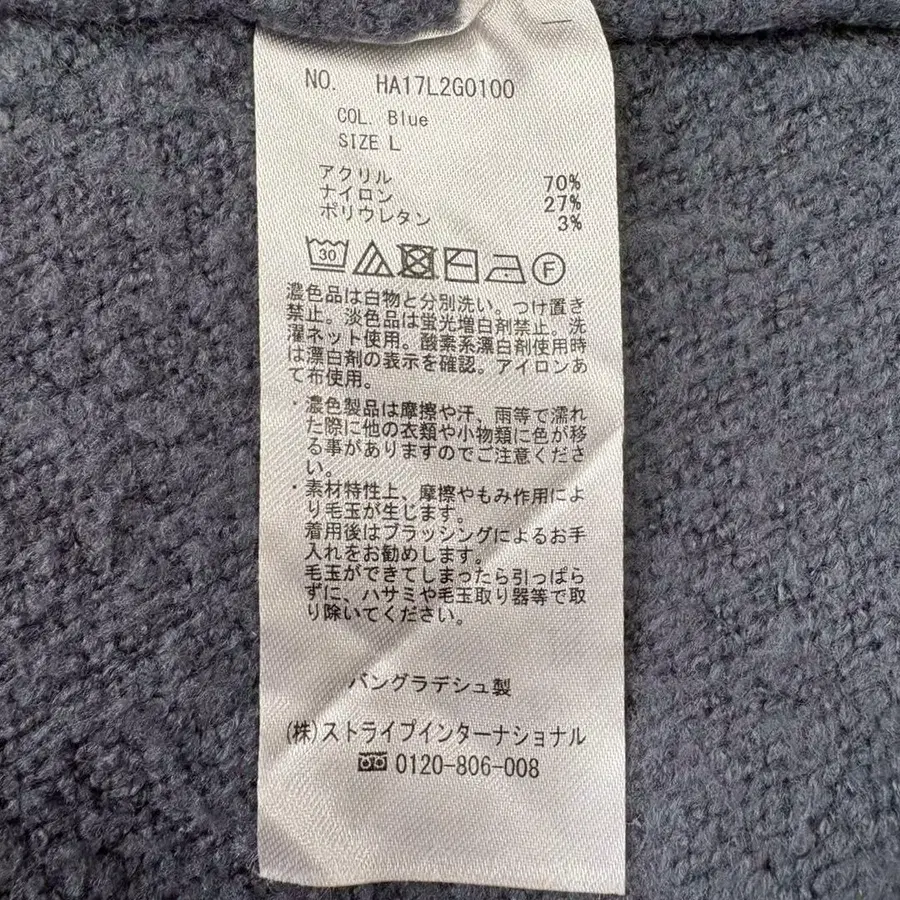 NO. HA17L2G0100
COL. Blue
SIZE L
アクリル 70%
ナイロン 27%
ポリウレタン 3%
30 F
濃色品は白物と分別洗い。つけ置き
禁止。淡色品は蛍光増白剤禁止。洗
濯ネット使用。酸素系漂白剤使用時
は漂白剤の表示を確認。アイロンあ
て布使用。
・濃色製品は摩擦や汗、雨等で濡れ
た際に他の衣類や小物類に色が移
る事がありますのでご注意くださ
い。
・素材特性上、摩擦やもみ作用によ
り毛玉が生じます。
着用後はブラッシングによるお手
入れをお勧めします。
毛玉ができてしまったら引っぱら
ずに、ハサミや毛玉取り器等で取
り除いてください。
バングラデシュ製
(株)ストライプインターナショナル
0120-806-008